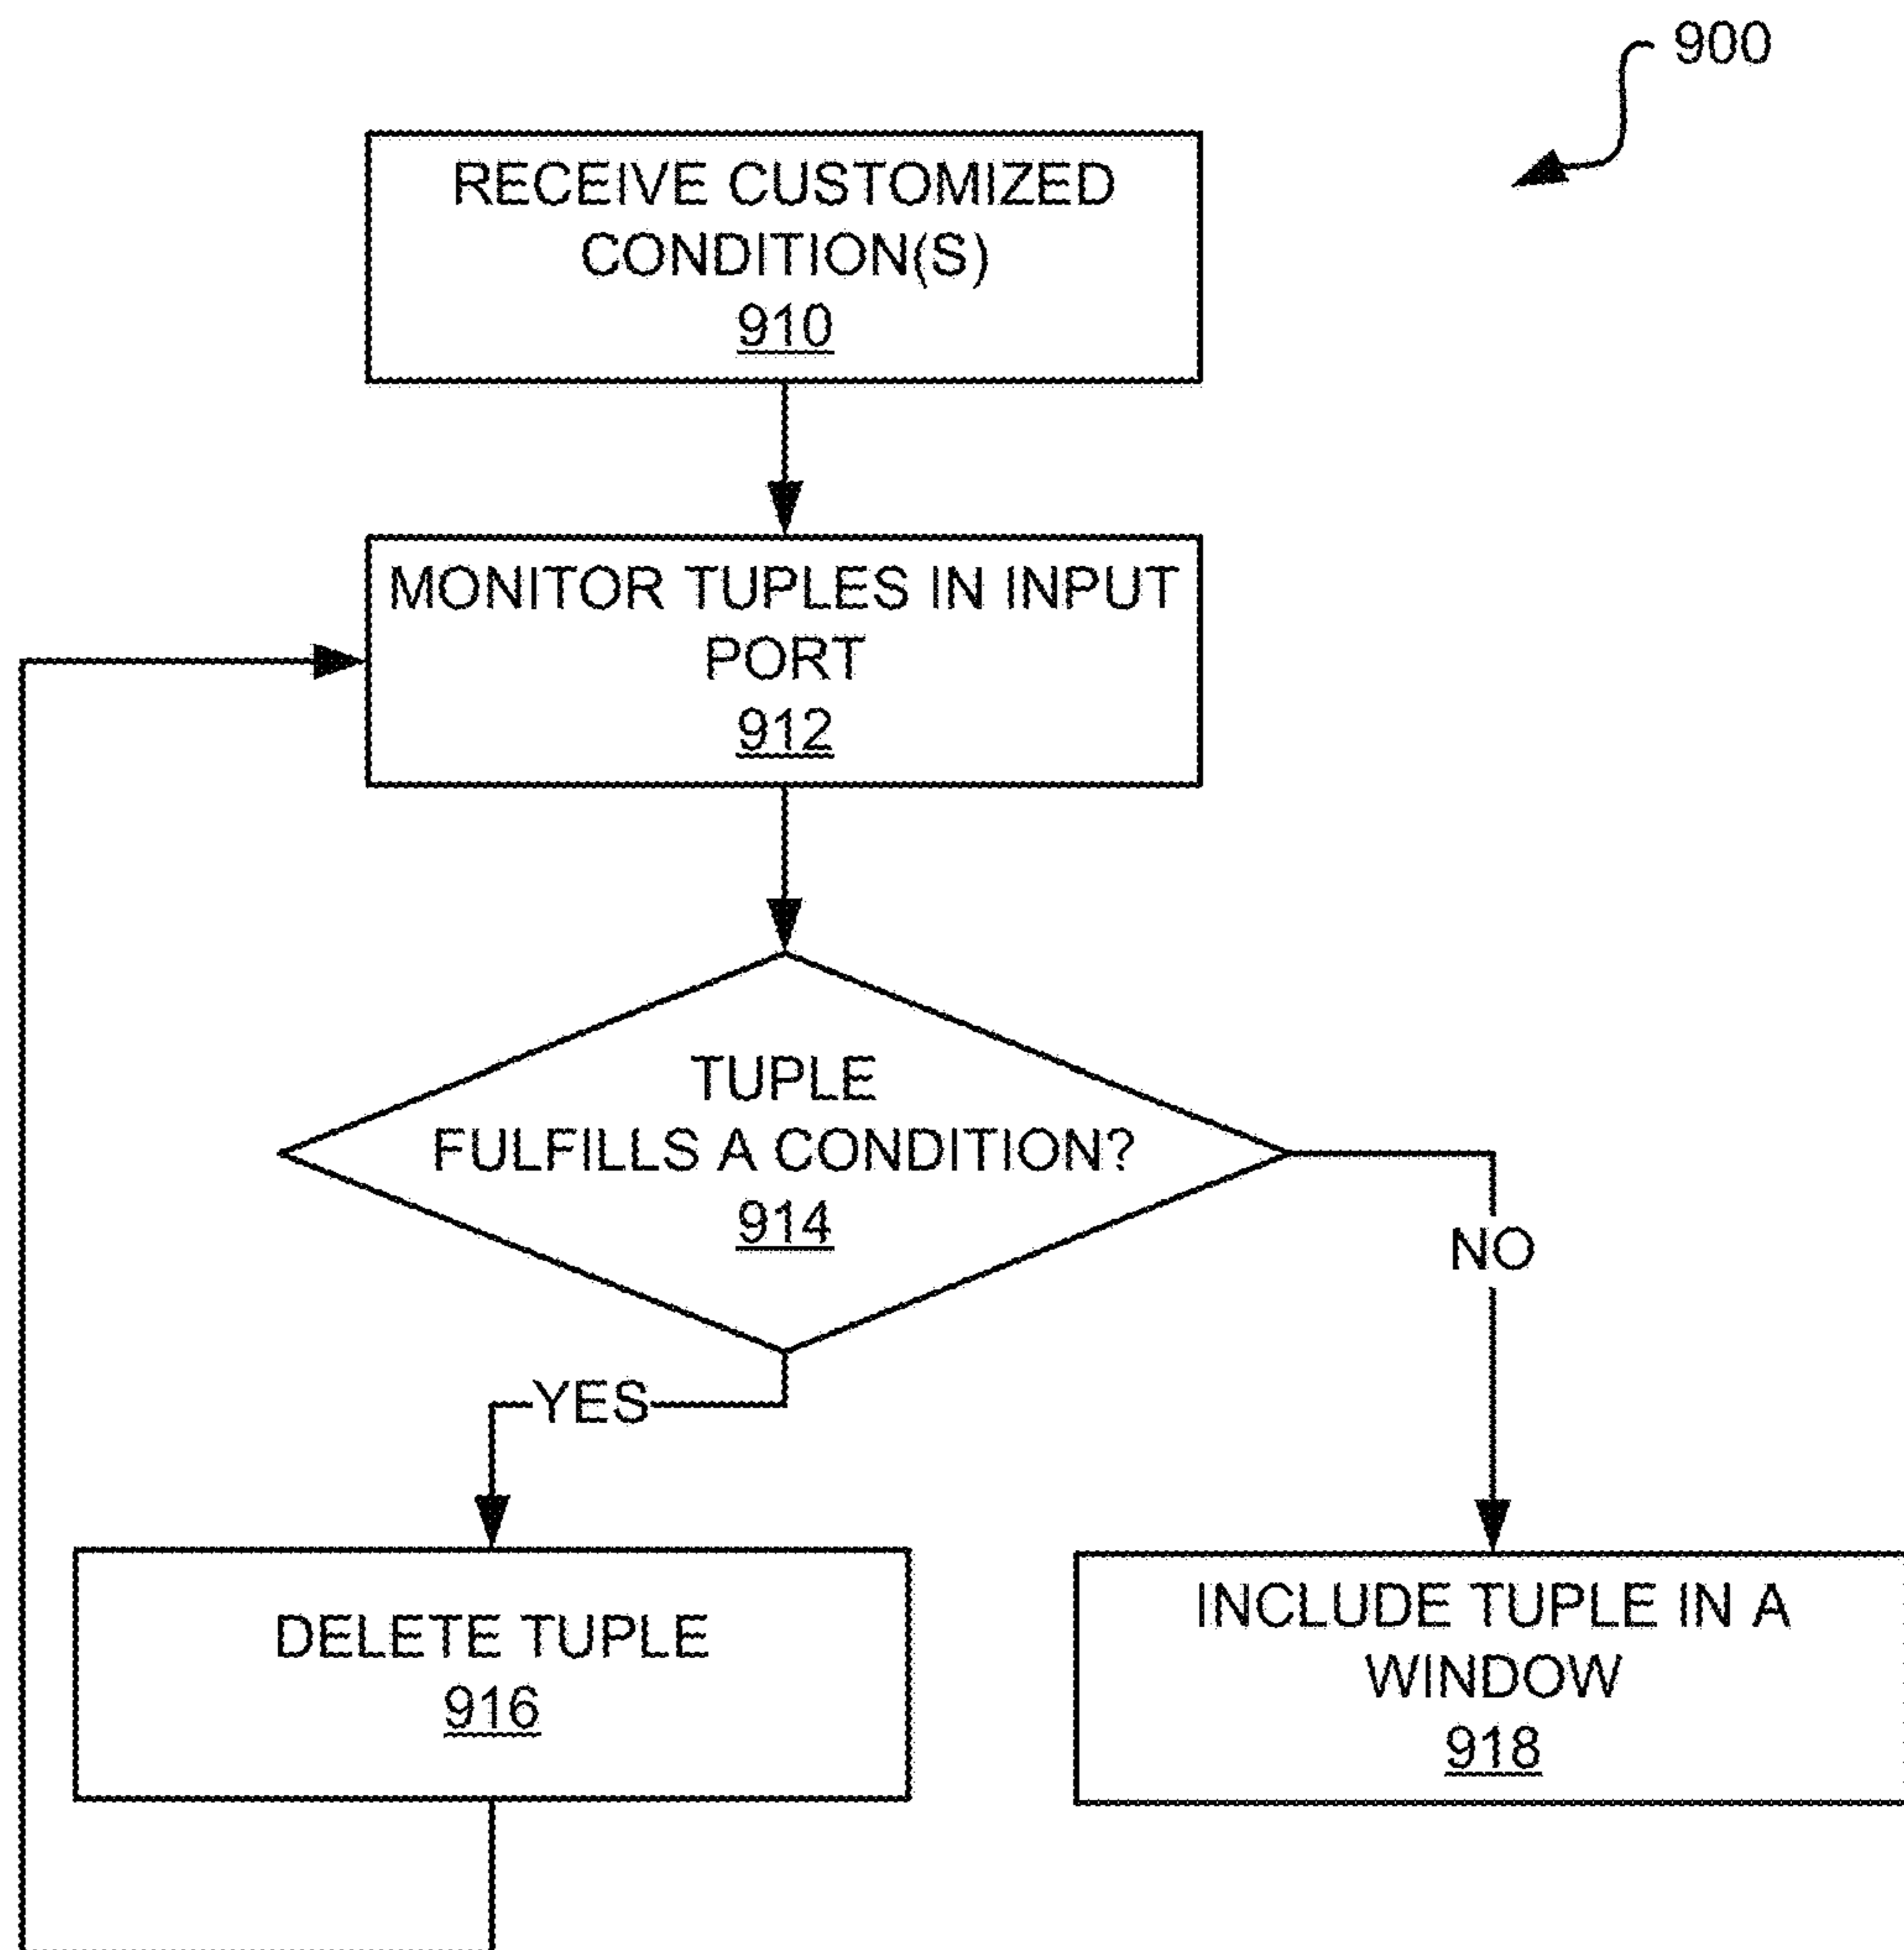 900
RECEIVE CUSTOMIZED
CONDITION(S)
910
MONITOR TUPLES IN INPUT
PORT
912
TUPLE
FULFILLS A CONDITION?
914
NO
YES
DELETE TUPLE
916
INCLUDE TUPLE IN A
WINDOW
918